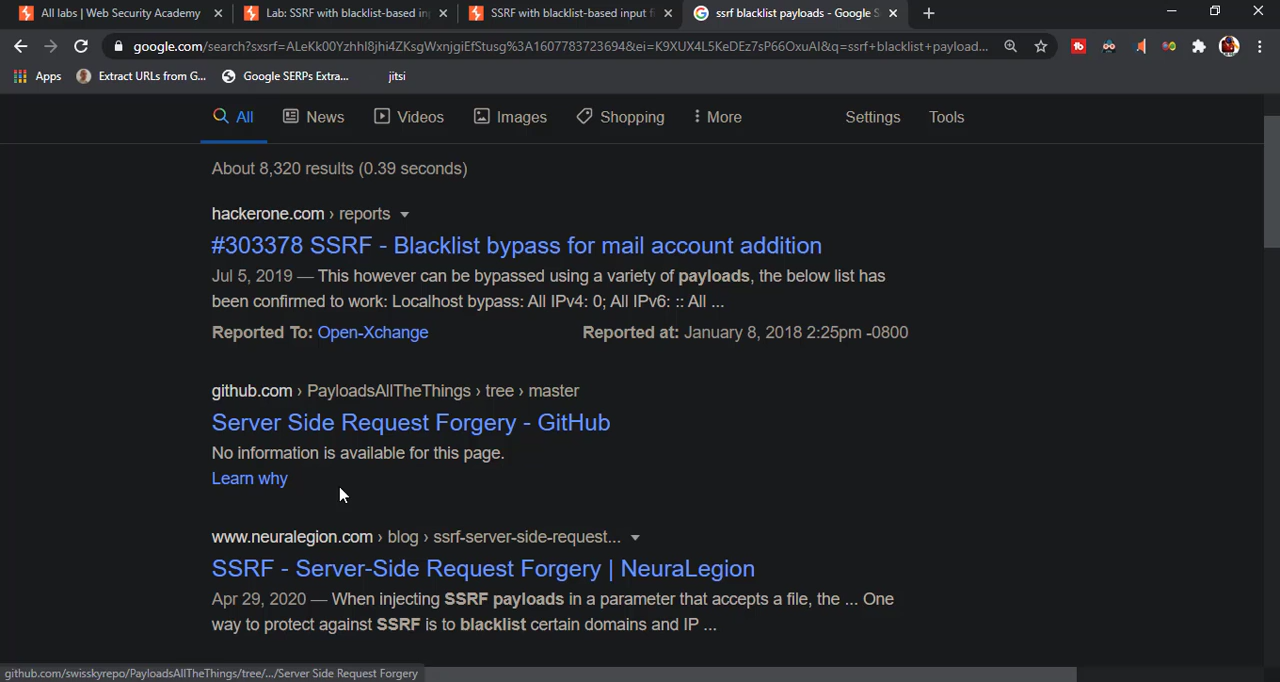 All labs | Web Security Academy
Lab: SSRF with blacklist-based in
SSRF with blacklist-based input f
ssrf blacklist payloads - Google S
google.com/search?sxsrf=ALeKk00Yzhhl8jhi4ZKsgWxnjgiEfStusg%3A1607783723694&ei=K9XUX4L5KeDEz7sP66OxuAI&q=ssrf+blacklist+payload...
Apps
Extract URLs from G...
Google SERPs Extra...
jitsi
All
News
Videos
Images
Shopping
More
Settings
Tools
About 8,320 results (0.39 seconds)
hackerone.com › reports
#303378 SSRF - Blacklist bypass for mail account addition
Jul 5, 2019 — This however can be bypassed using a variety of payloads, the below list has
been confirmed to work: Localhost bypass: All IPv4: 0; All IPv6: :: All ...
Reported To: Open-Xchange
Reported at: January 8, 2018 2:25pm -0800
github.com › PayloadsAllTheThings › tree › master
Server Side Request Forgery - GitHub
No information is available for this page.
Learn why
www.neuralegion.com › blog › ssrf-server-side-request...
SSRF - Server-Side Request Forgery | NeuraLegion
Apr 29, 2020 — When injecting SSRF payloads in a parameter that accepts a file, the ... One
way to protect against SSRF is to blacklist certain domains and IP ...
github.com/swisskyrepo/PayloadsAllTheThings/tree/.../Server Side Request Forgery